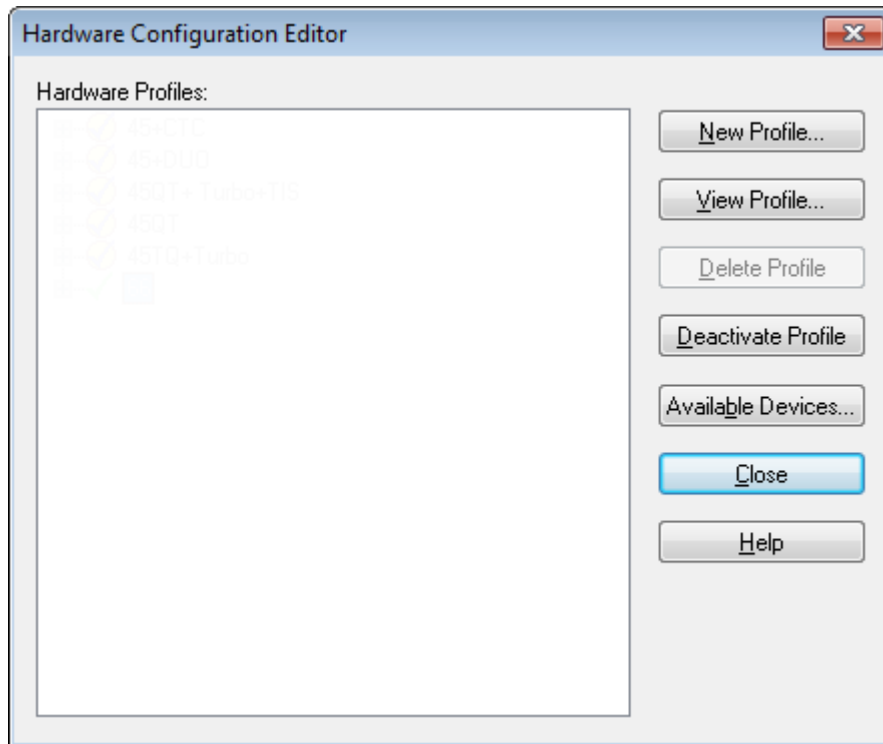 Hardware Configuration Editor
Hardware Profiles:
45+CTC
45+DUO
45QT+ Turbo+TIS
45QT
45TQ+Turbo
New Profile...
View Profile...
Delete Profile
Deactivate Profile
Available Devices...
Close
Help